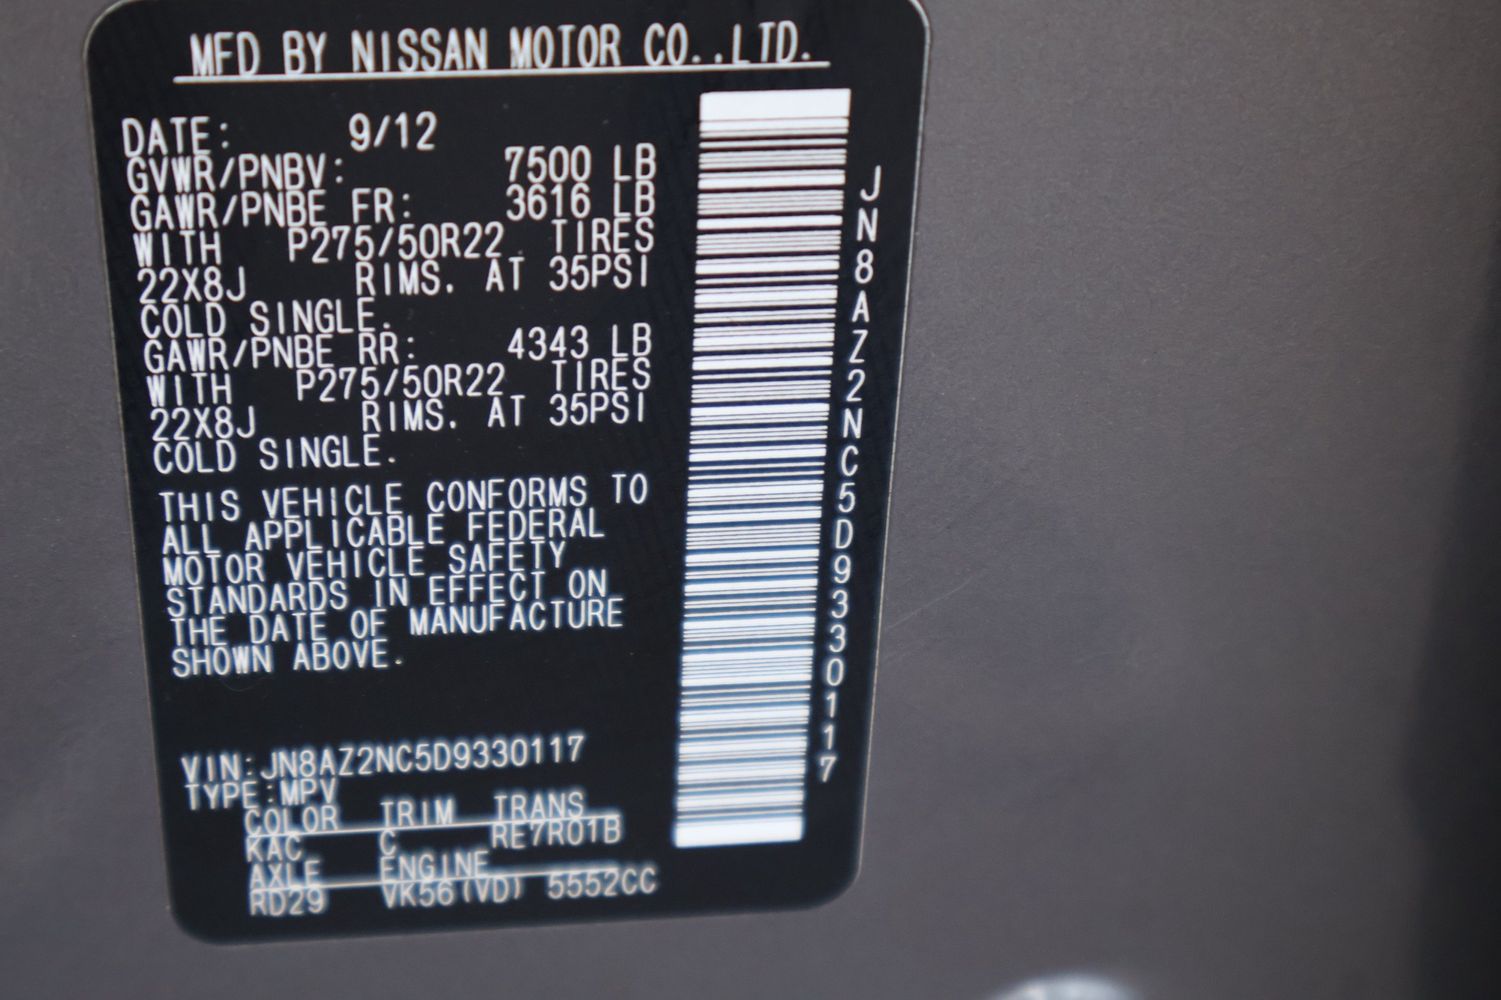 MFD BY NISSAN MOTOR CO.,LTD.
DATE: 9/12
GVWR/PNBV: 7500 LB
GAWR/PNBE FR: 3616 LB
WITH P275/50R22 TIRES
22X8J RIMS. AT 35PSI
COLD SINGLE.
GAWR/PNBE RR: 4343 LB
WITH P275/50R22 TIRES
22X8J RIMS. AT 35PSI
COLD SINGLE.
THIS VEHICLE CONFORMS TO
ALL APPLICABLE FEDERAL
MOTOR VEHICLE SAFETY
STANDARDS IN EFFECT ON
THE DATE OF MANUFACTURE
SHOWN ABOVE.
VIN:JN8AZ2NC5D9330117
TYPE:MPV
COLOR TRIM TRANS
KAC C RE7R01B
AXLE ENGINE
RD29 VK56(VD) 5552CC
JN8AZ2NC5D9330117